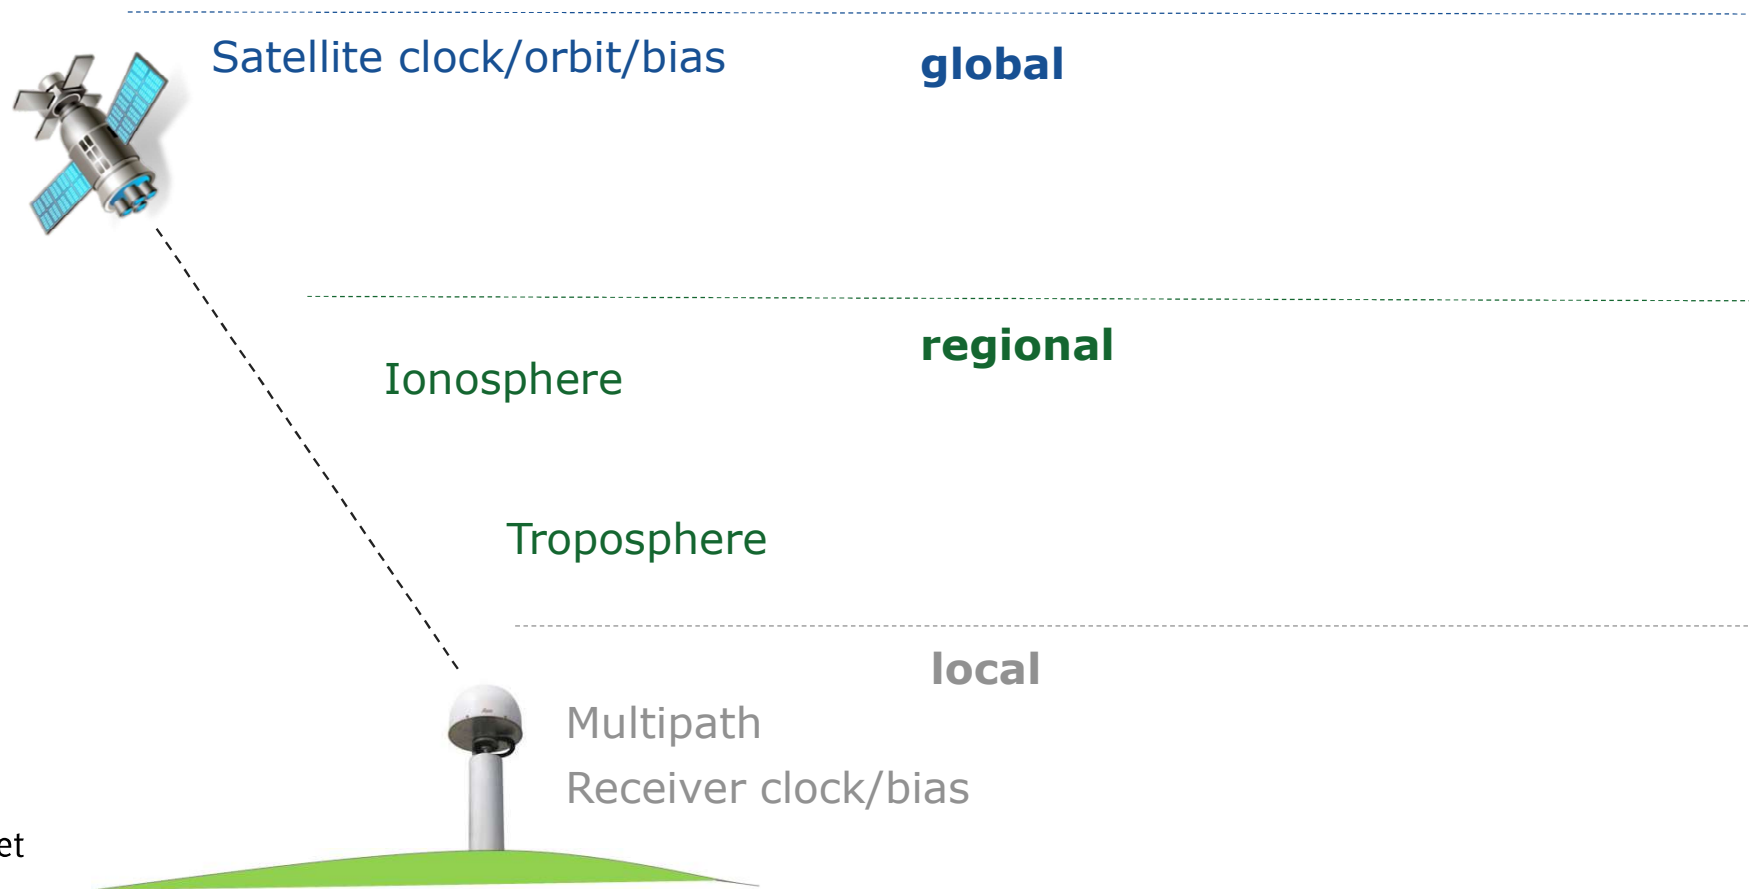 Satellite clock/orbit/bias
global
regional
Ionosphere
Troposphere
local
Multipath
Receiver clock/bias
et